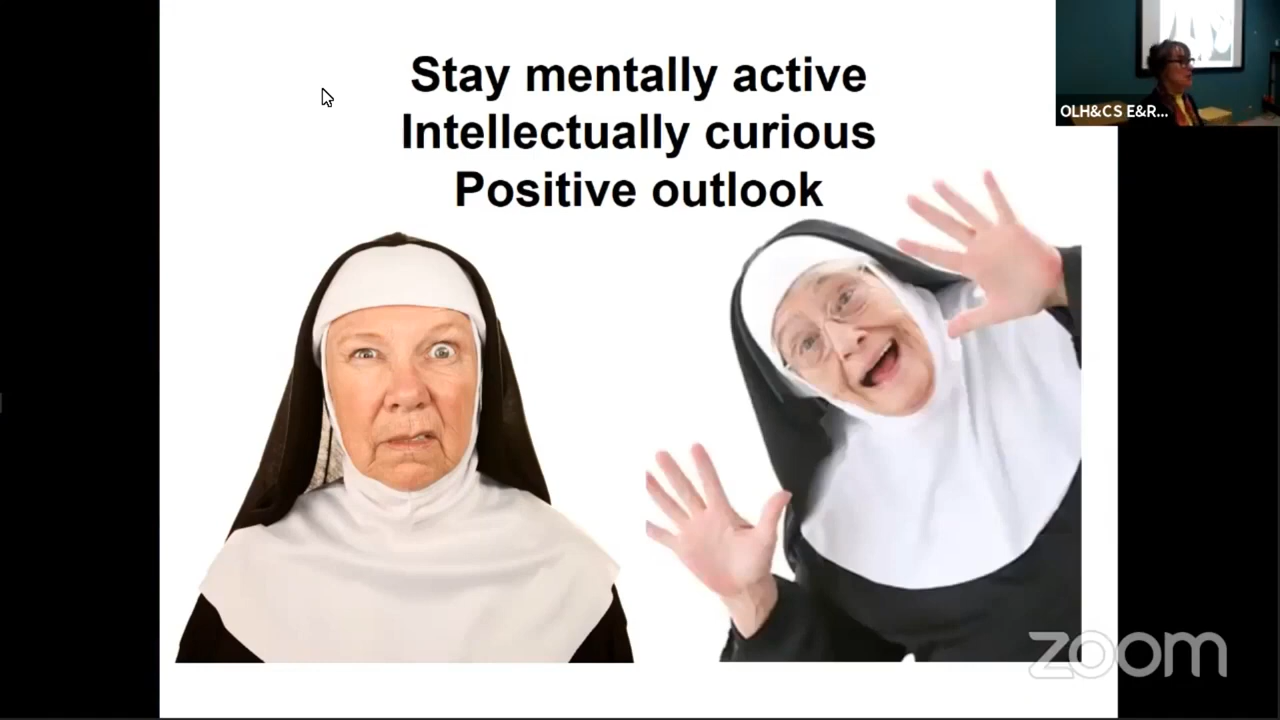 Stay mentally active
Intellectually curious
Positive outlook
OLH&CS E&R...
zoom